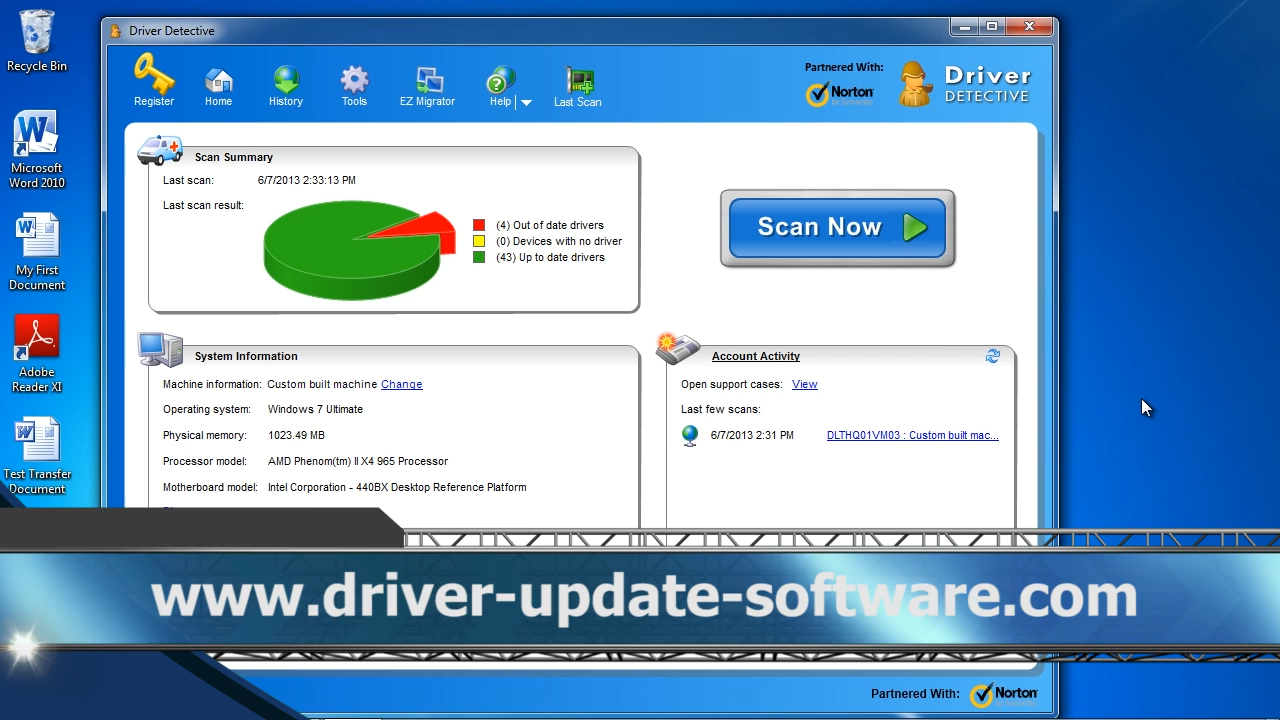 Recycle Bin
Microsoft
Word 2010
My First
Document
Adobe
Reader XI
Test Transfer
Document
Driver Detective
Register
Home
History
Tools
EZ Migrator
Help
Last Scan
Partnered With:
Norton
by Symantec
Driver
DETECTIVE
Scan Summary
Last scan: 6/7/2013 2:33:13 PM
Last scan result:
(4) Out of date drivers
(0) Devices with no driver
(43) Up to date drivers
Scan Now
System Information
Machine information: Custom built machine Change
Operating system: Windows 7 Ultimate
Physical memory: 1023.49 MB
Processor model: AMD Phenom(tm) II X4 965 Processor
Motherboard model: Intel Corporation - 440BX Desktop Reference Platform
Account Activity
Open support cases: View
Last few scans:
6/7/2013 2:31 PM DLTHQ01VM03 : Custom built mac...
www.driver-update-software.com
Partnered With:
Norton